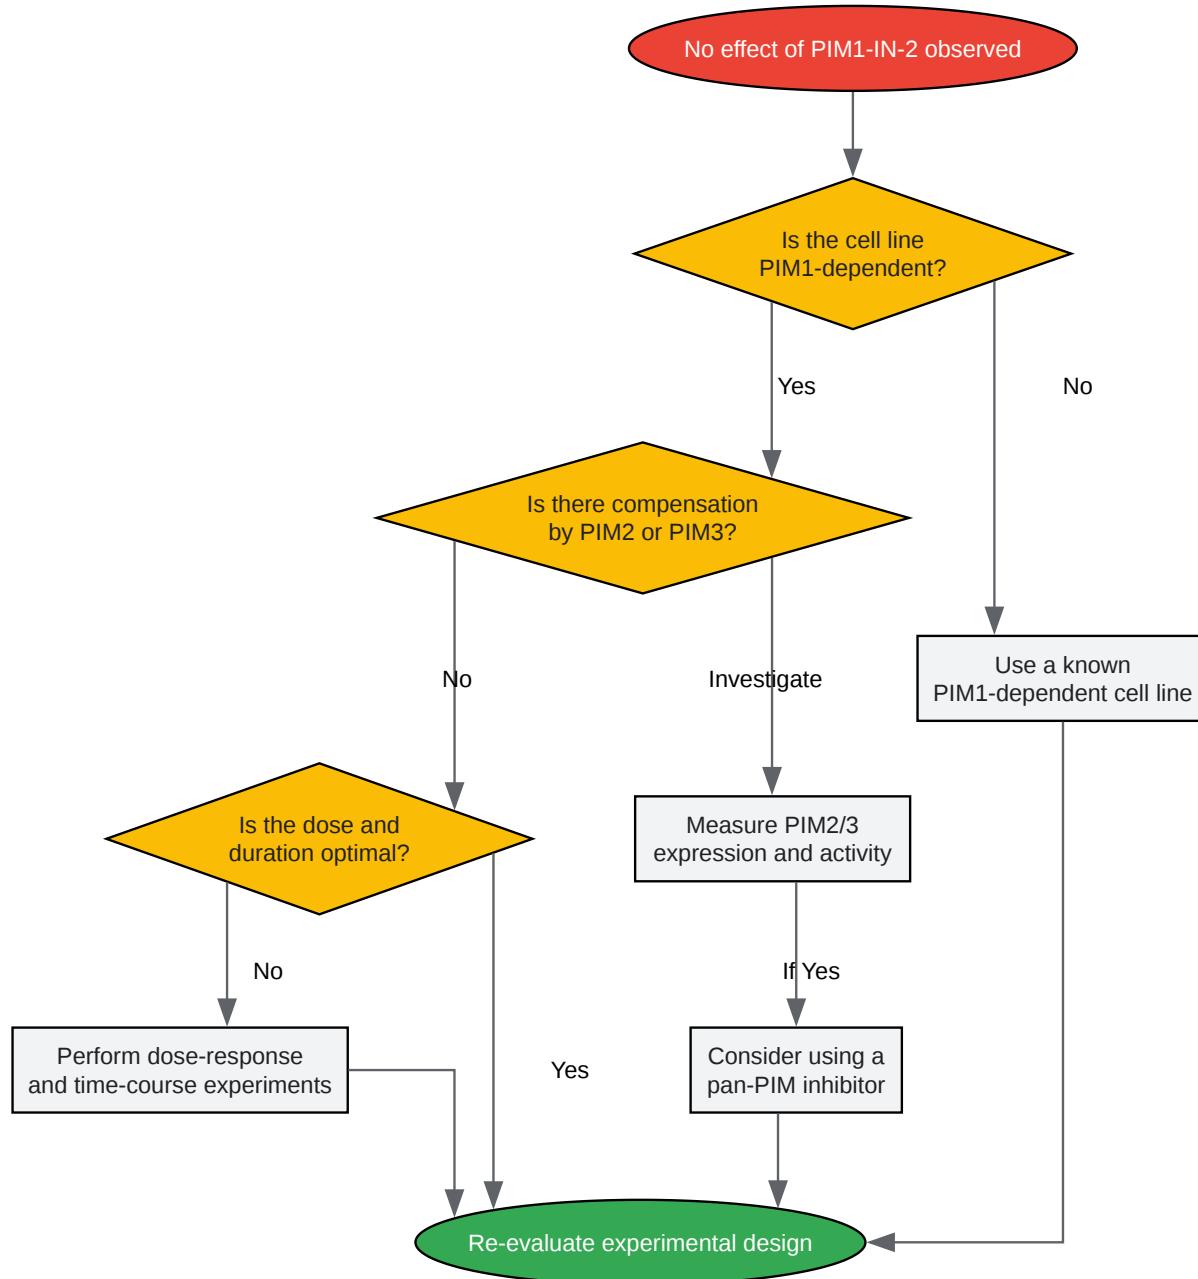 No effect of PIM1-IN-2 observed
Is the cell line
PIM1-dependent?
Yes
No
Is there compensation
by PIM2 or PIM3?
No
Investigate
Use a known
PIM1-dependent cell line
Is the dose and
duration optimal?
Measure PIM2/3
expression and activity
No
If Yes
Perform dose-response
and time-course experiments
Yes
Consider using a
pan-PIM inhibitor
Re-evaluate experimental design